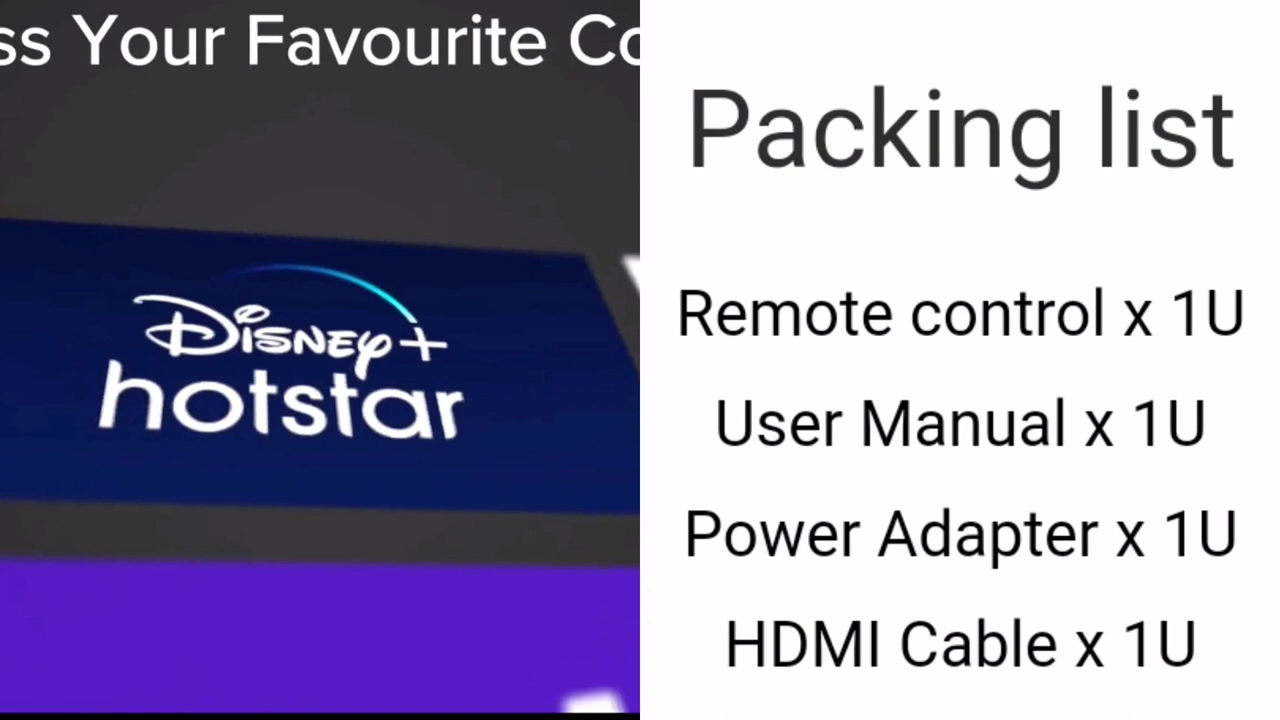 ss Your Favourite Co
Disney+
hotstar
Packing list
Remote control x 1U
User Manual x 1U
Power Adapter x 1U
HDMI Cable x 1U